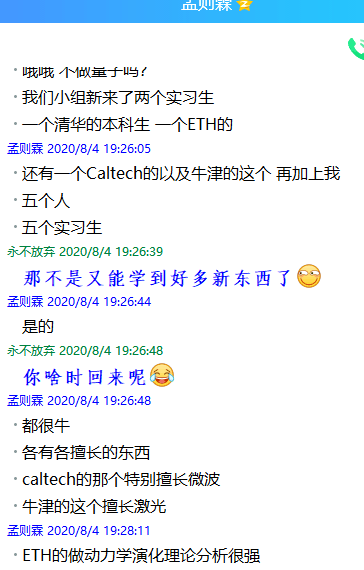 孟则霖
哦哦 不做量子吗?
我们小组新来了两个实习生
一个清华的本科生 一个ETH的
孟则霖 2020/8/4 19:26:05
还有一个Caltech的以及牛津的这个 再加上我
五个人
五个实习生
永不放弃 2020/8/4 19:26:39
那不是又能学到好多新东西了
孟则霖 2020/8/4 19:26:44
是的
永不放弃 2020/8/4 19:26:48
你啥时回来呢
孟则霖 2020/8/4 19:26:48
都很牛
各有各擅长的东西
caltech的那个特别擅长微波
牛津的这个擅长激光
孟则霖 2020/8/4 19:28:11
ETH的做动力学演化理论分析很强